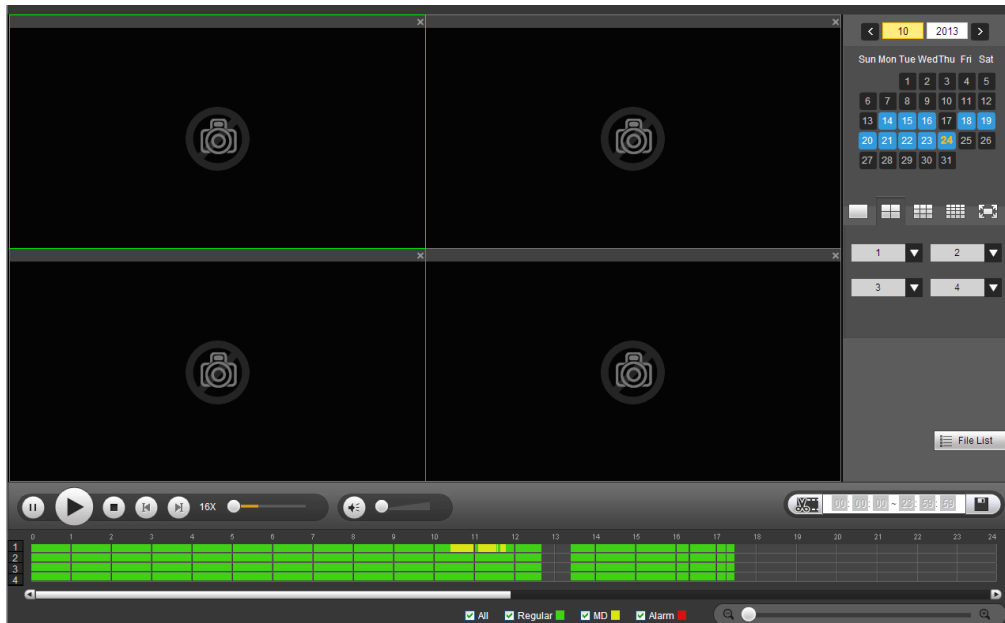 10 2013
Sun Mon Tue Wed Thu Fri Sat
1 2 3 4 5
6 7 8 9 10 11 12
13 14 15 16 17 18 19
20 21 22 23 24 25 26
27 28 29 30 31
1 2
3 4
File List
16X
00: 00: 00 ~ 23: 59: 59
0 1 2 3 4 5 6 7 8 9 10 11 12 13 14 15 16 17 18 19 20 21 22 23 24
1
2
3
4
All Regular MD Alarm